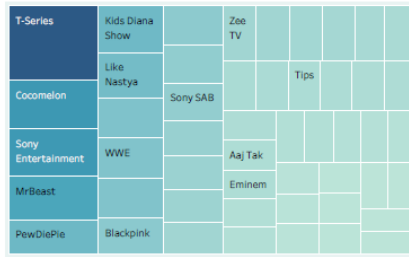 T-Series
Cocomelon
Sony
Entertainment
MrBeast
PewDiePie
Kids Diana
Show
Like
Nastya
WWE
Blackpink
Sony SAB
Zee
TV
Tips
Aaj Tak
Eminem